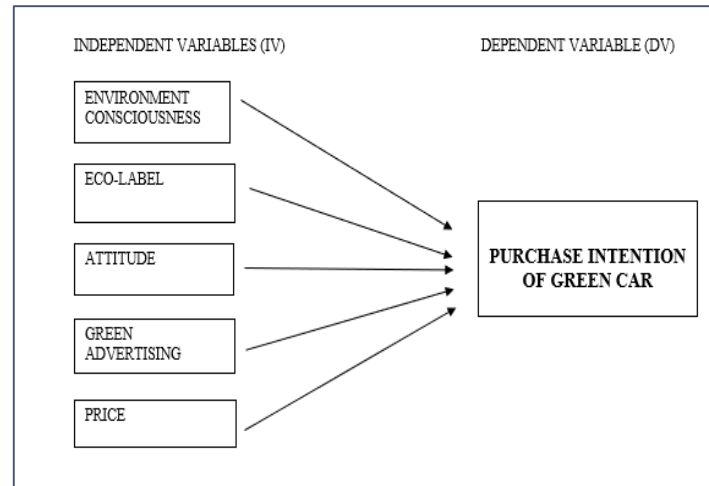 INDEPENDENT VARIABLES (IV)
DEPENDENT VARIABLE (DV)
ENVIRONMENT
CONSCIOUSNESS
ECO-LABEL
ATTITUDE
GREEN
ADVERTISING
PRICE
PURCHASE INTENTION
OF GREEN CAR